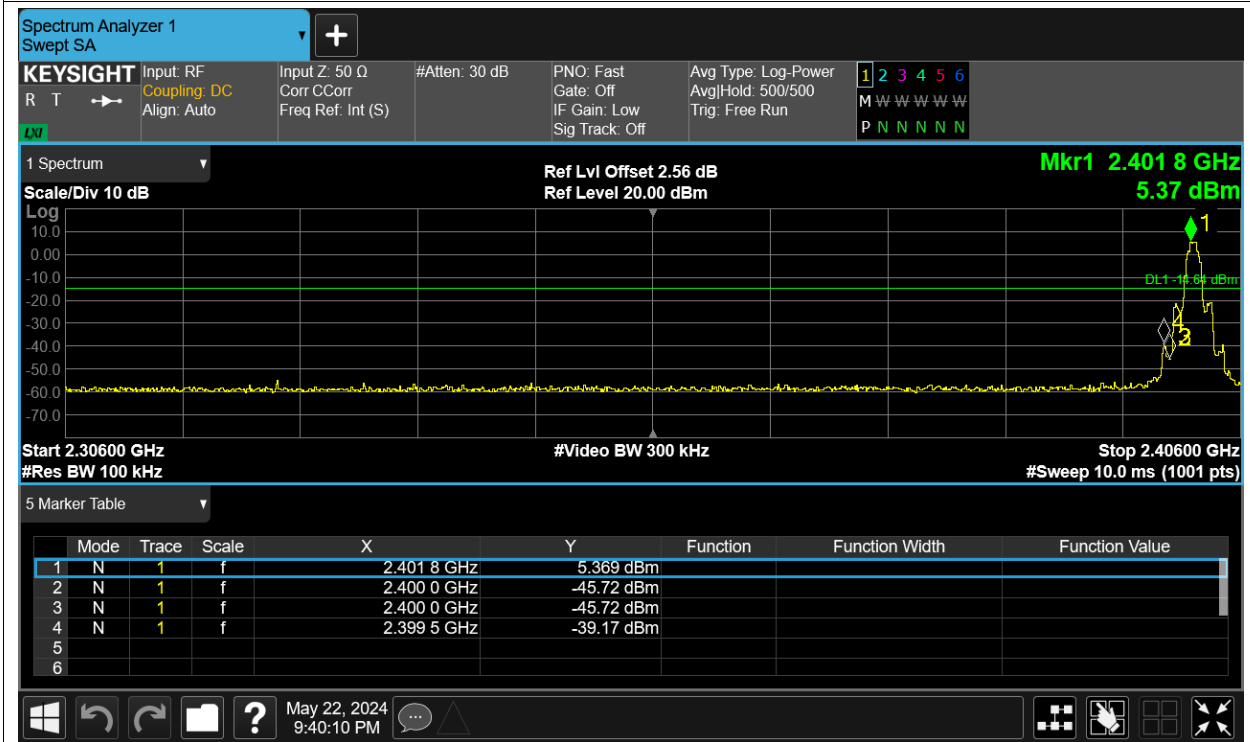 Spectrum Analyzer 1
Swept SA
+
KEYSIGHT
R T
LXI
Input: RF
Coupling: DC
Align: Auto
Input Z: 50 Ω
Corr CCorr
Freq Ref: Int (S)
#Atten: 30 dB
PNO: Fast
Gate: Off
IF Gain: Low
Sig Track: Off
Avg Type: Log-Power
Avg|Hold: 500/500
Trig: Free Run
1 2 3 4 5 6
M W W W W W
P N N N N N
1 Spectrum
Scale/Div 10 dB
Ref Lvl Offset 2.56 dB
Ref Level 20.00 dBm
Mkr1 2.401 8 GHz
5.37 dBm
Log
10.0
0.00
-10.0
-20.0
-30.0
-40.0
-50.0
-60.0
-70.0
1
DL1 -14.64 dBm
4
Start 2.30600 GHz
#Res BW 100 kHz
#Video BW 300 kHz
Stop 2.40600 GHz
#Sweep 10.0 ms (1001 pts)
5 Marker Table
Mode Trace Scale X Y Function Function Width Function Value
1 N 1 f 2.401 8 GHz 5.369 dBm
2 N 1 f 2.400 0 GHz -45.72 dBm
3 N 1 f 2.400 0 GHz -45.72 dBm
4 N 1 f 2.399 5 GHz -39.17 dBm
5
6
?
May 22, 2024
9:40:10 PM